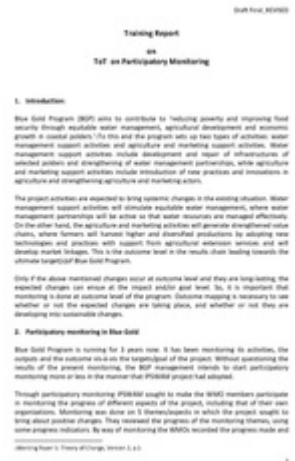 Draft Final, REVISED
Training Report
on
ToT on Participatory Monitoring
1. Introduction:
Blue Gold Program (BGP) aims to contribute to 'reducing poverty and improving food
security through equitable water management, agricultural development and economic
growth in coastal polders.' To this end the program sets up two types of activities: water
management support activities and agriculture and marketing support activities. Water
management support activities include development and repair of infrastructures of
selected polders and strengthening of water management partnerships, while agriculture
and marketing support activities include introduction of new practices and innovations in
agriculture and strengthening agriculture and marketing actors.
The project activities are expected to bring systemic changes in the existing situation. Water
management activities will stimulate equitable water management, where water
management partnerships will be active so that water resources are managed effectively.
On the other hand, the agriculture and marketing activities will generate strengthened value
chains, where farmers will harvest higher and diversified productions by adopting new
technologies and practices with support from agricultural extension services and will
develop market linkages. This is the outcome level in the results chain leading towards the
ultimate target/goal of Blue Gold Program.
Only if the above mentioned changes occur at outcome level and they are long-lasting, the
expected changes can ensue at the impact and/or goal level. So, it is important that
monitoring is done at outcome level of the program. Outcome mapping is necessary to see
whether or not the expected changes are taking place, and whether or not they are
developing into sustainable changes.
2. Participatory monitoring in Blue Gold
Blue Gold Program is running for 3 years now. It has been monitoring its activities, the
outputs and the outcome vis-à-vis the targets/goal of the project. Without questioning the
results of the present monitoring, the BGP management intends to start participatory
monitoring more or less in the manner that IPSWAM project had adopted.
Through participatory monitoring IPSWAM sought to make the WMO members participate
in monitoring the progress of different aspects of the project, including that of their own
organisations. Monitoring was done on 5 themes/aspects in which the project sought to
bring about positive changes. They reviewed the progress of the monitoring themes, using
some progress indicators. By way of monitoring the WMOs recorded the progress made and
Working Paper 1: Theory of Change, Version 2, p.1